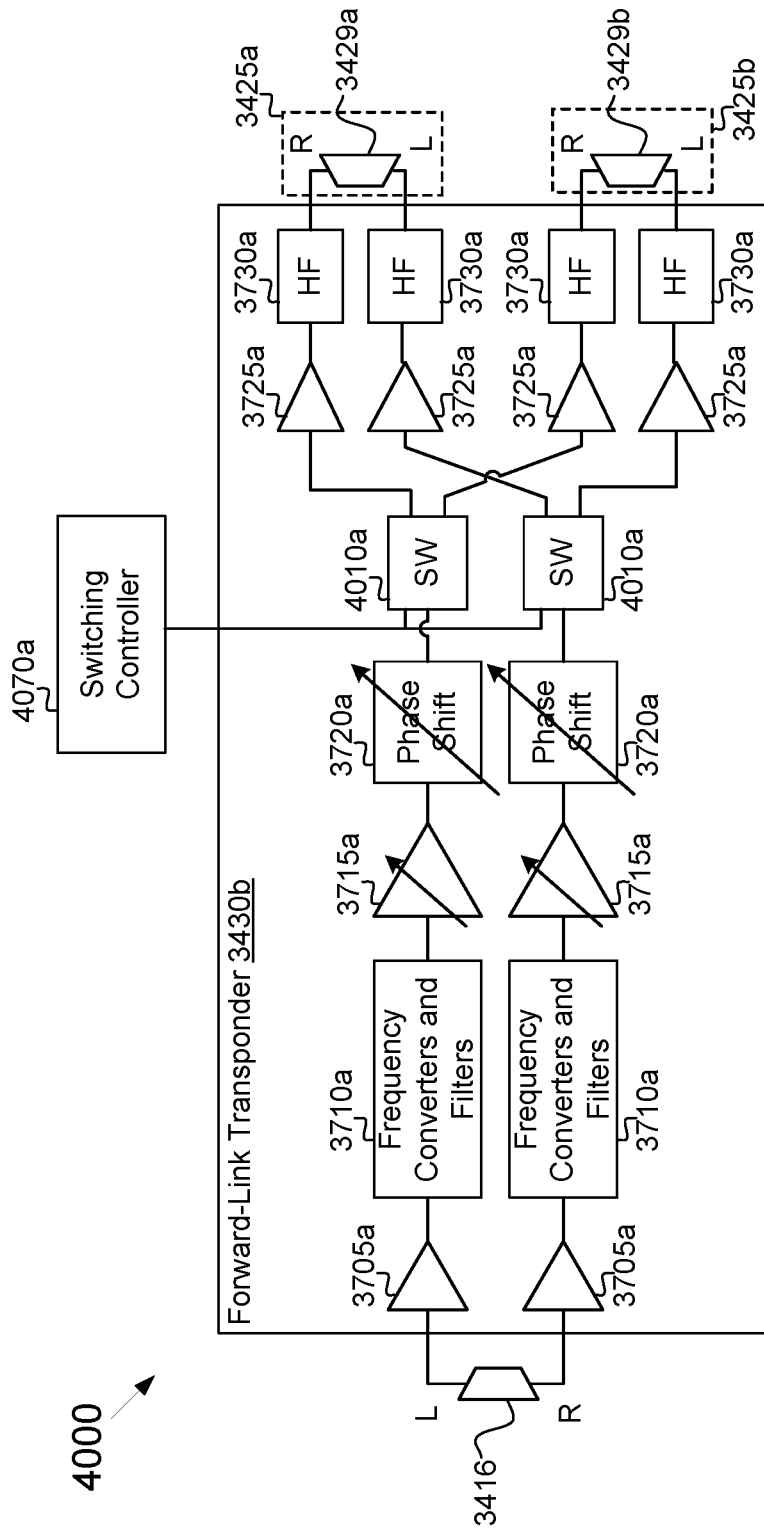 4000
Forward-Link Transponder 3430b
4070a
Switching
Controller
3416
L
R
3705a
3705a
3710a
Frequency
Converters and
Filters
Frequency
Converters and
Filters
3710a
3715a
3715a
3720a
Phase
Shift
Phase
Shift
3720a
4010a
SW
SW
4010a
3725a
3725a
3725a
3725a
3730a
HF
HF
3730a
3730a
HF
HF
3730a
3425a
R
L
3429a
R
L
3429b
3425b